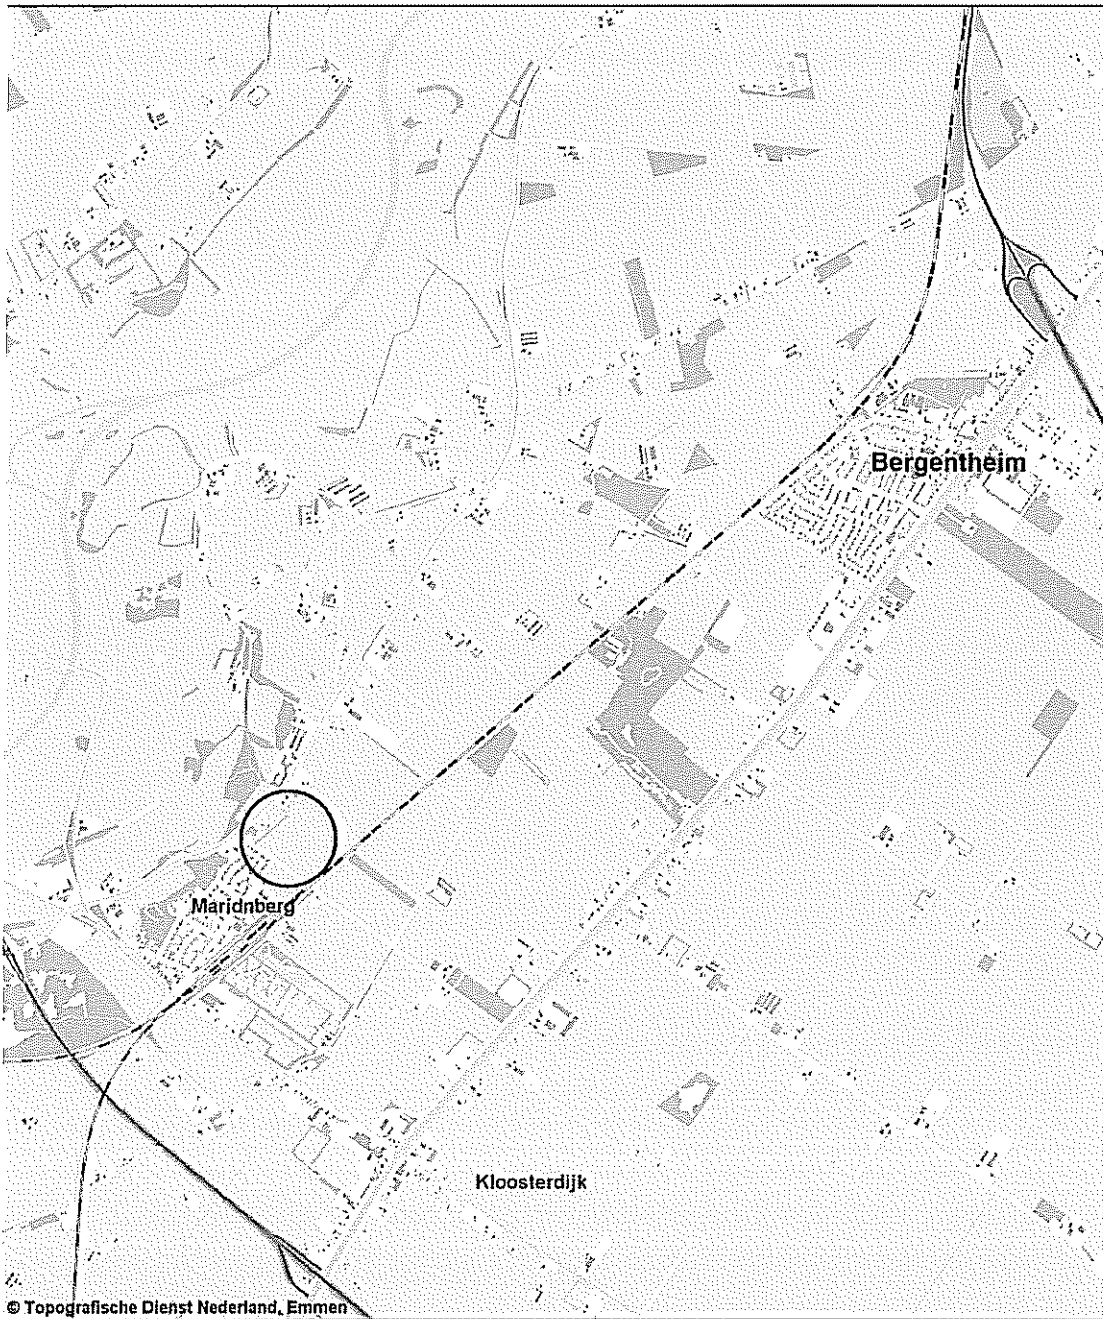 Bergentheim
Mariënberg
Kloosterdijk
© Topografische Dienst Nederland, Emmen